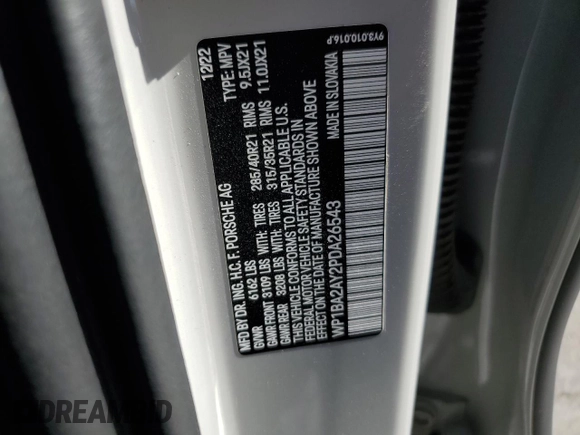 MFD BY DR. ING. H.C. F. PORSCHE AG 12/22
GVWR 6162 LBS TYPE: MPV
GAWR FRONT 3109 LBS WITH: TIRES 285/40R21 RIMS 9.5JX21
GAWR REAR 3208 LBS WITH: TIRES 315/35R21 RIMS 11.0JX21
THIS VEHICLE CONFORMS TO ALL APPLICABLE U.S.
FEDERAL MOTOR VEHICLE SAFETY STANDARDS IN
EFFECT ON THE DATE OF MANUFACTURE SHOWN ABOVE
WP1BA2AY2PDA26543 MADE IN SLOVAKIA
9Y3.010.016.P